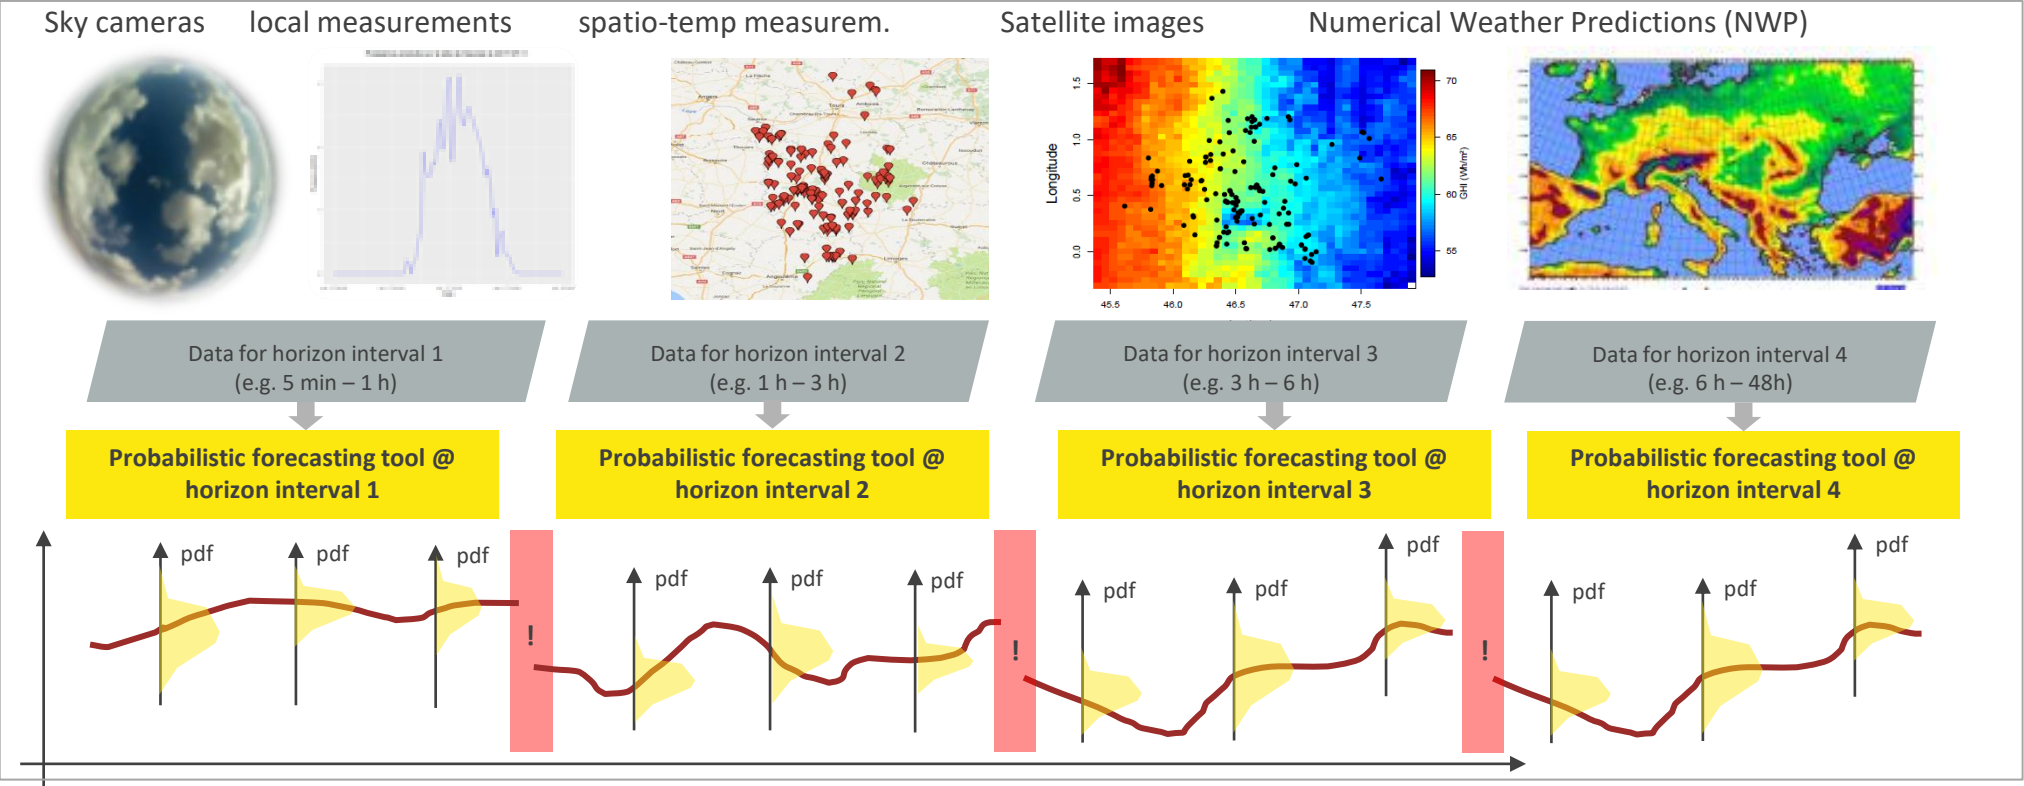 Sky cameras
local measurements
spatio-temp measurem.
Satellite images
Numerical Weather Predictions (NWP)
Tours
Angers
Limoges
Longitude
1.5
1.0
0.5
0.0
45.5
46.0
46.5
47.0
47.5
70
65
60
55
GHI (Wh/m²)
Data for horizon interval 1
(e.g. 5 min – 1 h)
Data for horizon interval 2
(e.g. 1 h – 3 h)
Data for horizon interval 3
(e.g. 3 h – 6 h)
Data for horizon interval 4
(e.g. 6 h – 48h)
Probabilistic forecasting tool @
horizon interval 1
Probabilistic forecasting tool @
horizon interval 2
Probabilistic forecasting tool @
horizon interval 3
Probabilistic forecasting tool @
horizon interval 4
pdf
pdf
pdf
!
pdf
pdf
pdf
!
pdf
pdf
pdf
!
pdf
pdf
pdf